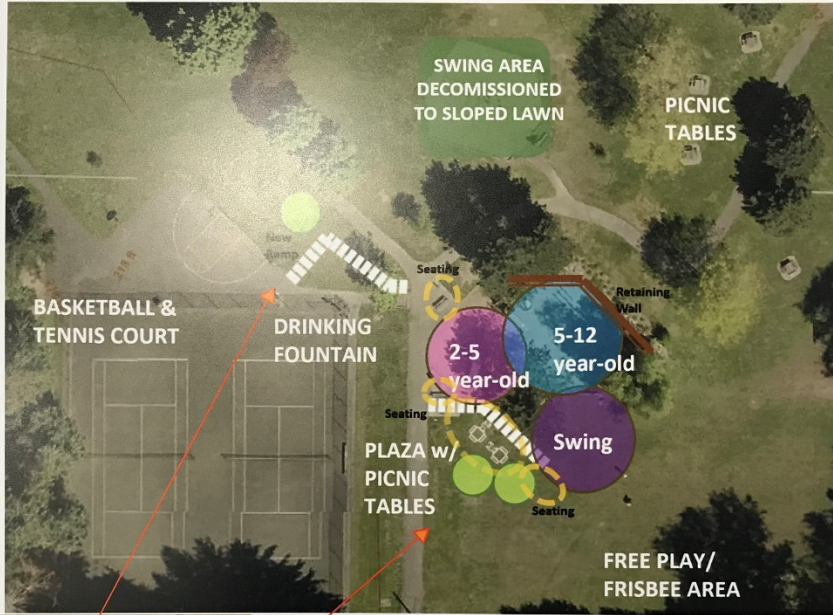 SWING AREA
DECOMISSIONED
TO SLOPED LAWN
PICNIC
TABLES
New
Ramp
Seating
Retaining
Wall
BASKETBALL &
TENNIS COURT
DRINKING
FOUNTAIN
2-5
year-old
5-12
year-old
Seating
Swing
PLAZA w/
PICNIC
TABLES
Seating
FREE PLAY/
FRISBEE AREA